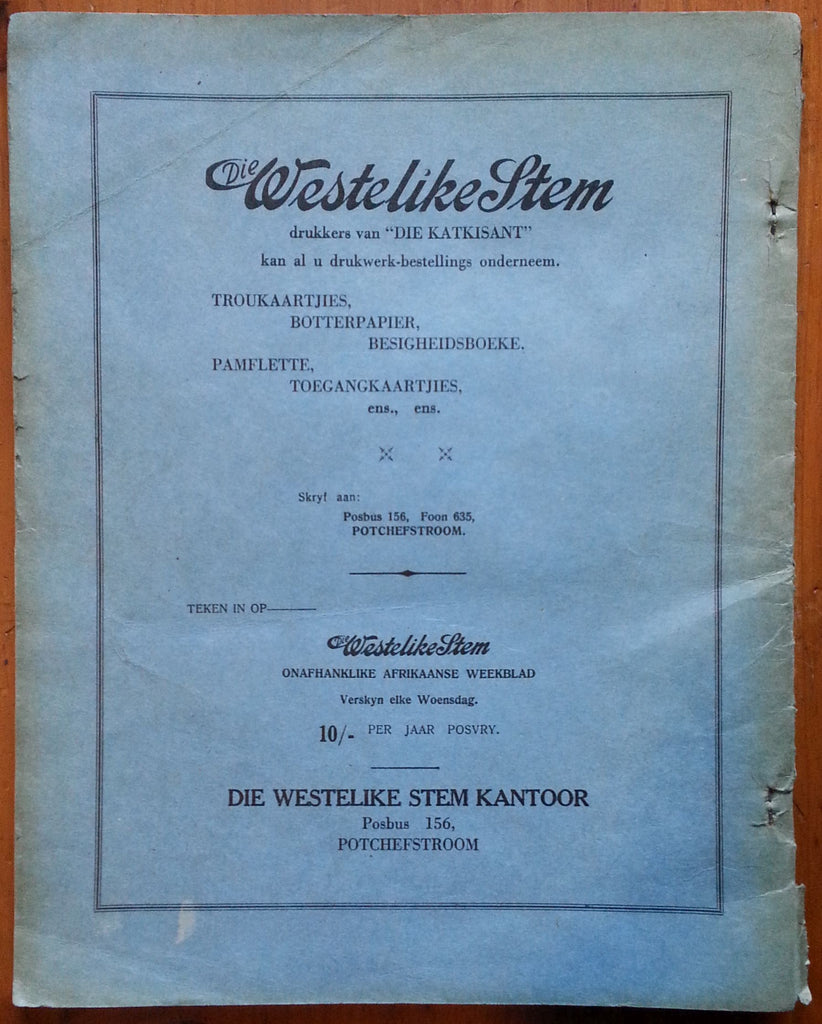 Die Westelike Stem
drukkers van "DIE KATKISANT"
kan al u drukwerk-bestellings onderneem.
TROUKAARTJIES,
BOTTERPAPIER,
BESIGHEIDSBOEKE.
PAMFLETTE,
TOEGANGKAARTJIES,
ens., ens.
Skryf aan:
Posbus 156, Foon 635,
POTCHEFSTROOM.
TEKEN IN OP———
Die Westelike Stem
ONAFHANKLIKE AFRIKAANSE WEEKBLAD
Verskyn elke Woensdag.
10/- PER JAAR POSVRY.
DIE WESTELIKE STEM KANTOOR
Posbus 156,
POTCHEFSTROOM